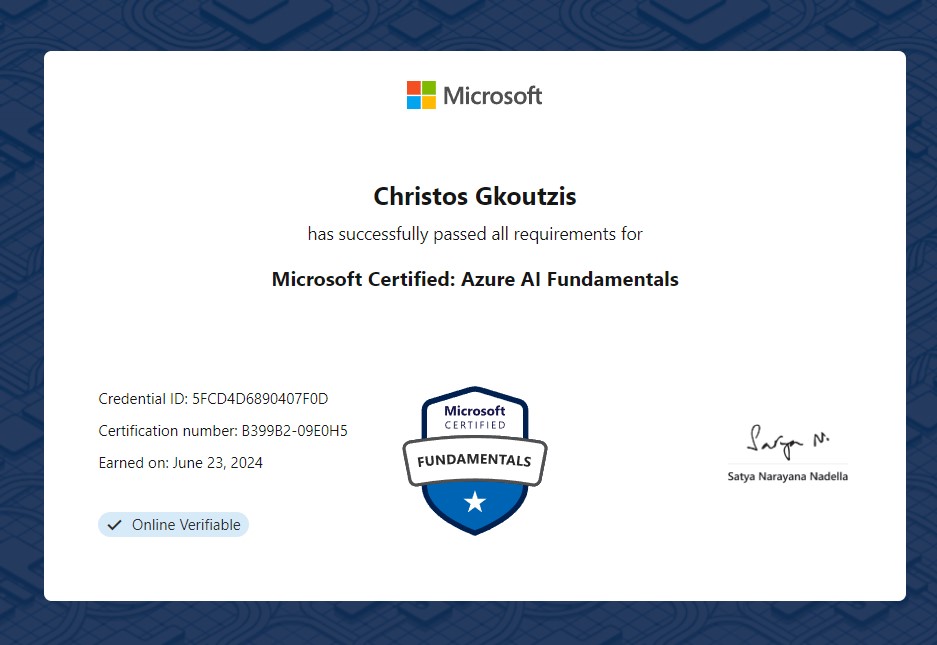 Microsoft
Christos Gkoutzis
has successfully passed all requirements for
Microsoft Certified: Azure AI Fundamentals
Credential ID: 5FCD4D6890407F0D
Certification number: B399B2-09E0H5
Earned on: June 23, 2024
Online Verifiable
Microsoft
CERTIFIED
FUNDAMENTALS
Satya N.
Satya Narayana Nadella